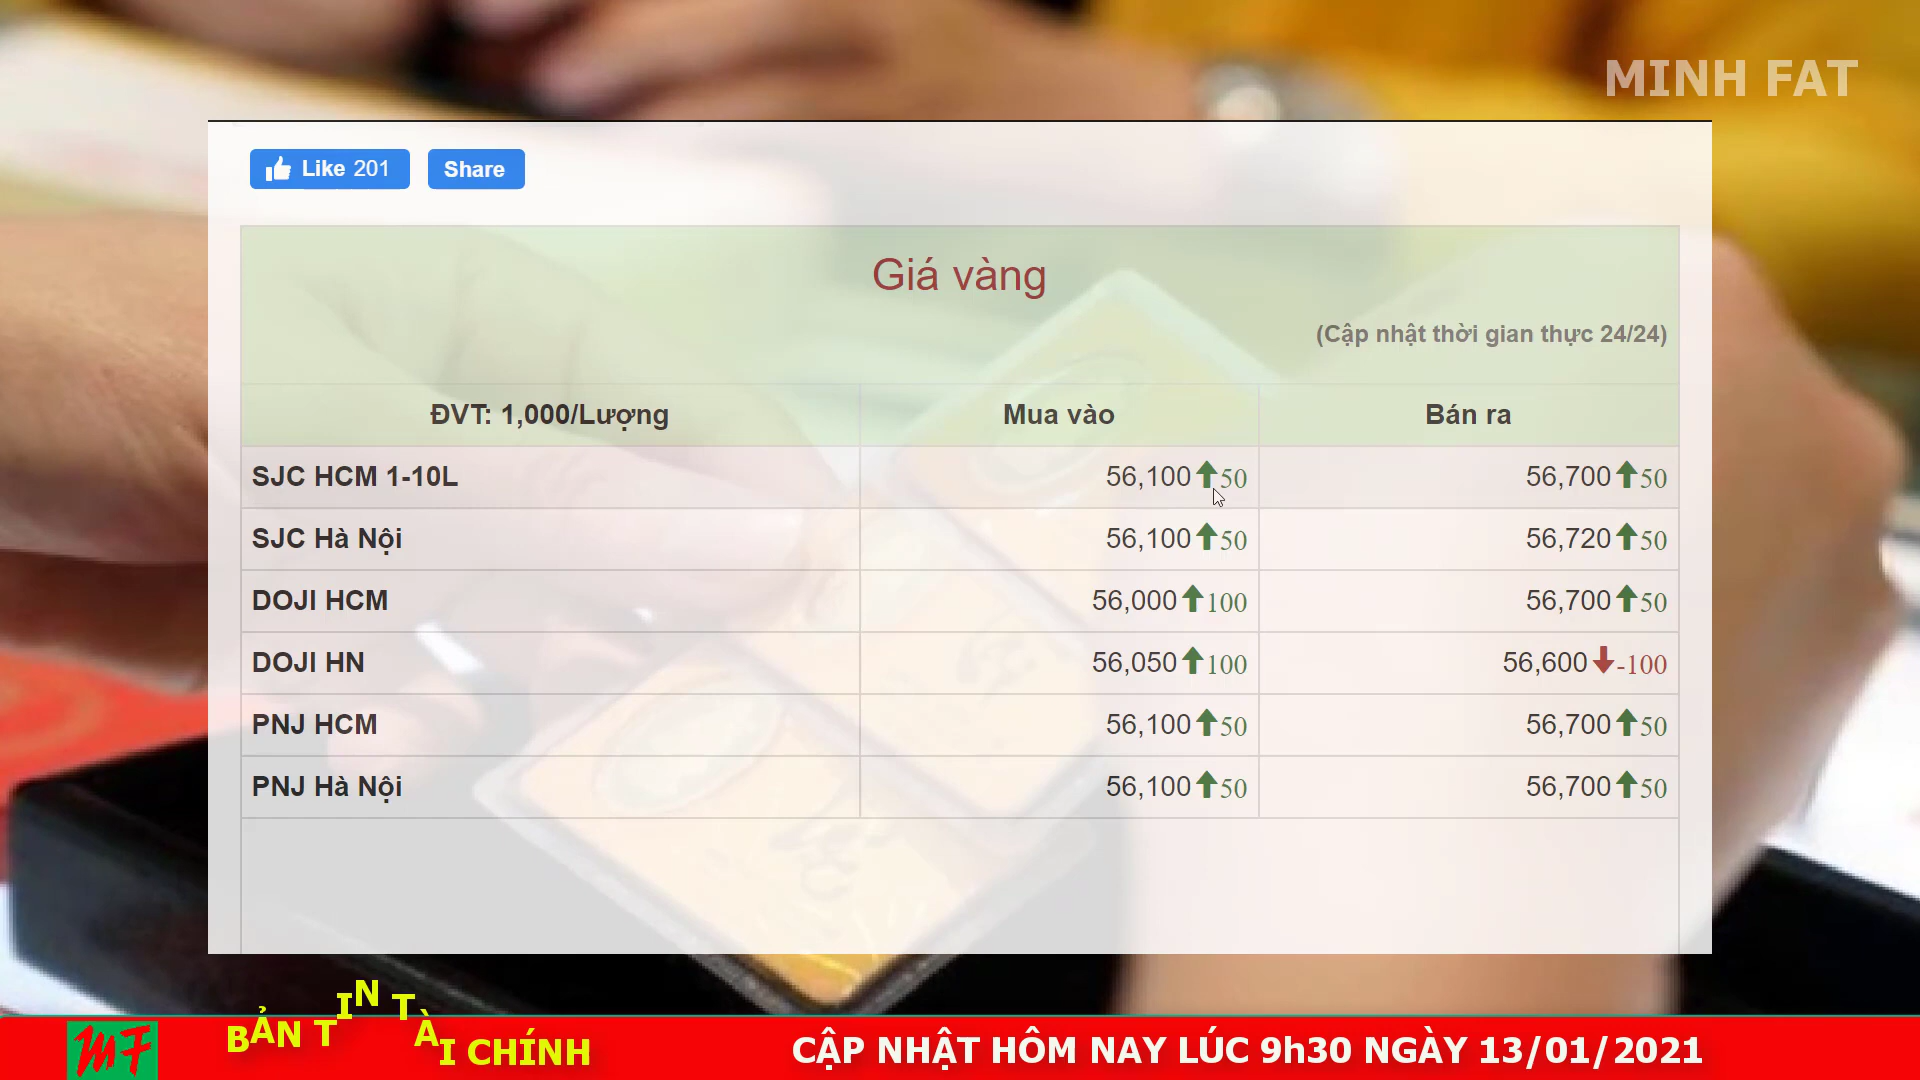 MINH FAT
Like 201 Share
Giá vàng
(Cập nhật thời gian thực 24/24)
ĐVT: 1,000/Lượng Mua vào Bán ra
SJC HCM 1-10L 56,100 50 56,700 50
SJC Hà Nội 56,100 50 56,720 50
DOJI HCM 56,000 100 56,700 50
DOJI HN 56,050 100 56,600 -100
PNJ HCM 56,100 50 56,700 50
PNJ Hà Nội 56,100 50 56,700 50
MF BẢN TIN TÀI CHÍNH CẬP NHẬT HÔM NAY LÚC 9h30 NGÀY 13/01/2021